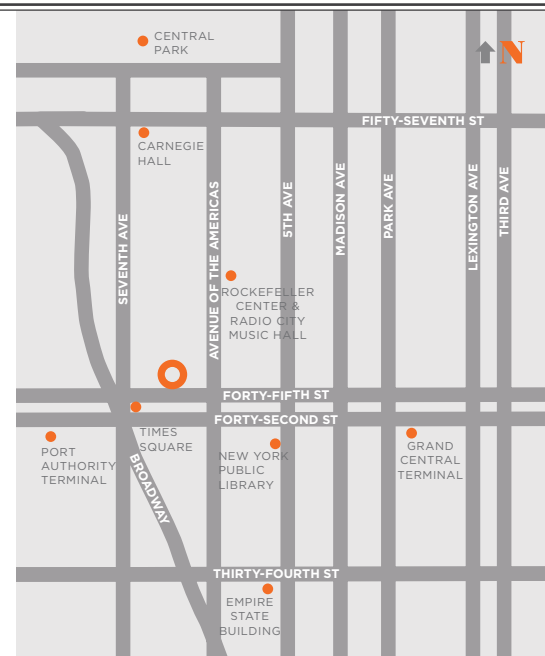 CENTRAL
PARK
N
FIFTY-SEVENTH ST
CARNEGIE
HALL
SEVENTH AVE
AVENUE OF THE AMERICAS
5TH AVE
MADISON AVE
PARK AVE
LEXINGTON AVE
THIRD AVE
ROCKEFELLER
CENTER &
RADIO CITY
MUSIC HALL
FORTY-FIFTH ST
FORTY-SECOND ST
TIMES
SQUARE
PORT
AUTHORITY
TERMINAL
BROADWAY
NEW YORK
PUBLIC
LIBRARY
GRAND
CENTRAL
TERMINAL
THIRTY-FOURTH ST
EMPIRE
STATE
BUILDING